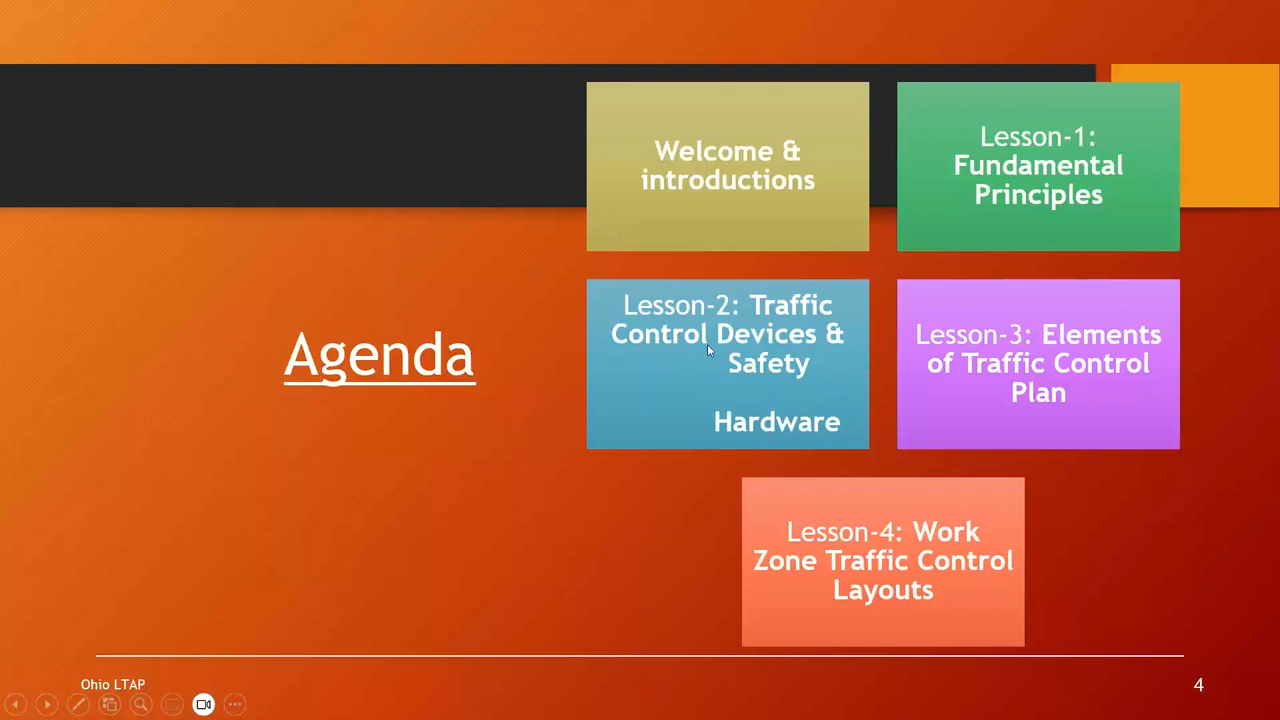 Agenda
Welcome &
introductions
Lesson-1:
Fundamental
Principles
Lesson-2: Traffic
Control Devices &
Safety
Hardware
Lesson-3: Elements
of Traffic Control
Plan
Lesson-4: Work
Zone Traffic Control
Layouts
Ohio LTAP
4